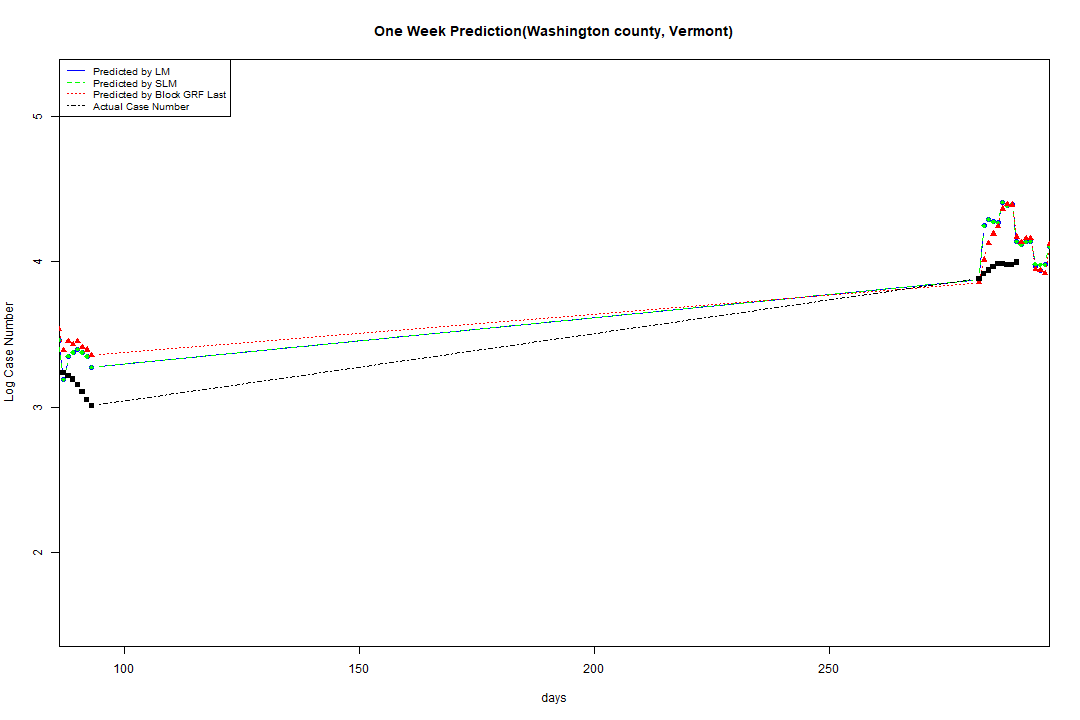 One Week Prediction(Washington county, Vermont)
Predicted by LM
Predicted by SLM
Predicted by Block GRF Last
Actual Case Number
5
4
3
2
Log Case Number
100 150 200 250
days